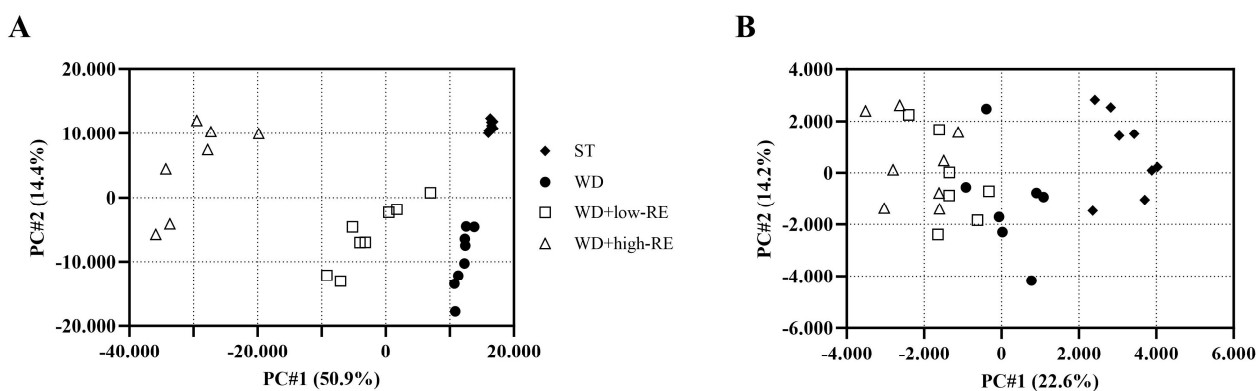 A
PC#2 (14.4%)
20.000
10.000
0
-10.000
-20.000
-40.000
-20.000
0
20.000
PC#1 (50.9%)
ST
WD
WD+low-RE
WD+high-RE
B
PC#2 (14.2%)
4.000
2.000
0
-2.000
-4.000
-6.000
-4.000
-2.000
0
2.000
4.000
6.000
PC#1 (22.6%)